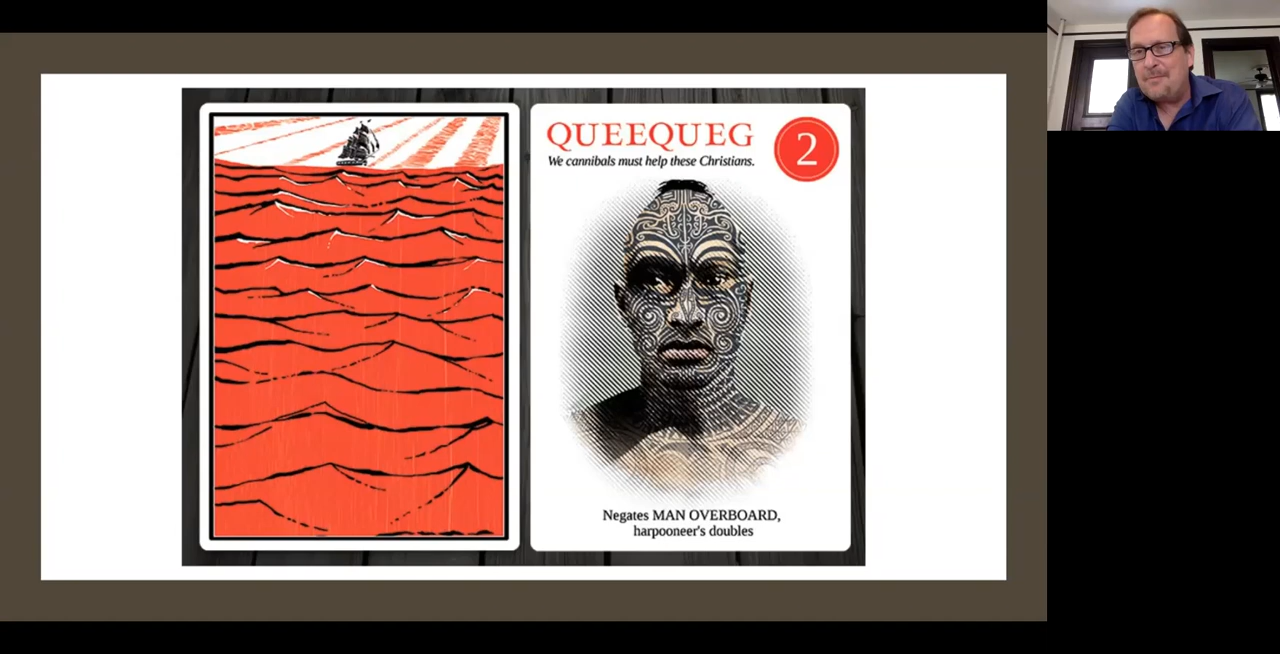 QUEEQUEG
2
We cannibals must help these Christians.
Negates MAN OVERBOARD,
harpooneer's doubles